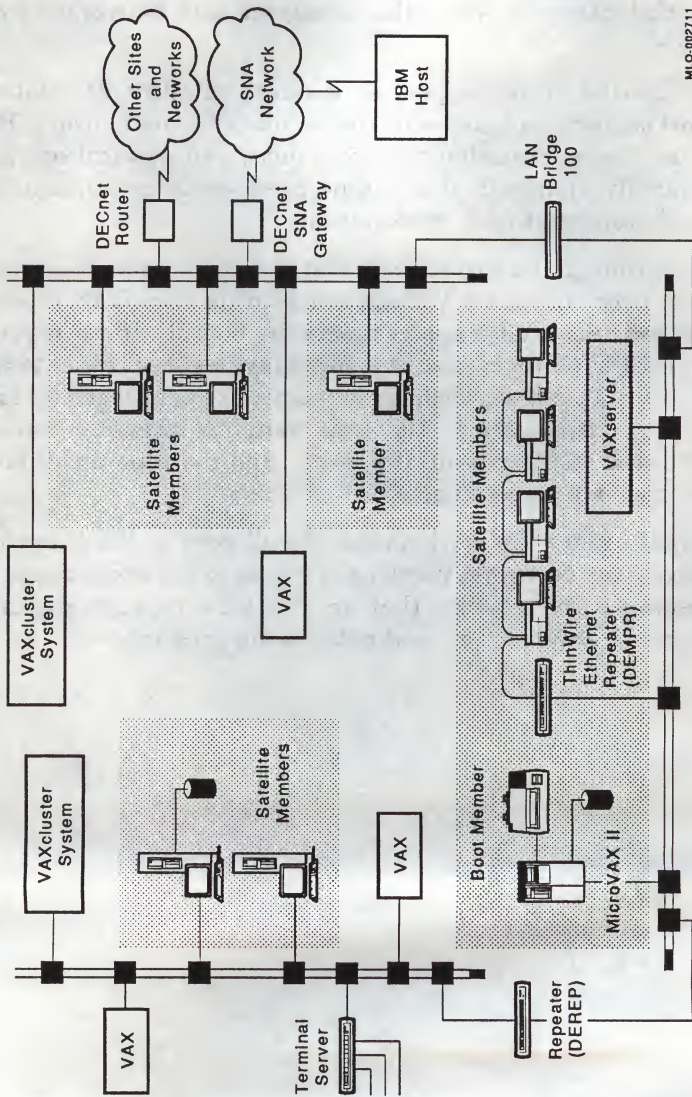 VAXcluster
System
VAX
Terminal
Server
Satellite
Members
VAX
Repeater
(DEREP)
VAXcluster
System
Satellite
Members
VAX
Satellite
Member
DECnet
Router
Other Sites
and
Networks
DECnet
SNA
Gateway
SNA
Network
IBM
Host
LAN
Bridge
100
Boot Member
MicroVAX II
ThinWire
Ethernet
Repeater
(DEMPR)
Satellite Members
VAXserver
MLO-002711